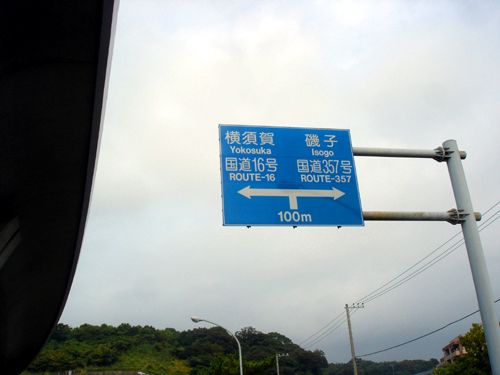 横須賀 磯子
Yokosuka Isogo
国道16号 国道357号
ROUTE-16 ROUTE-357
100m